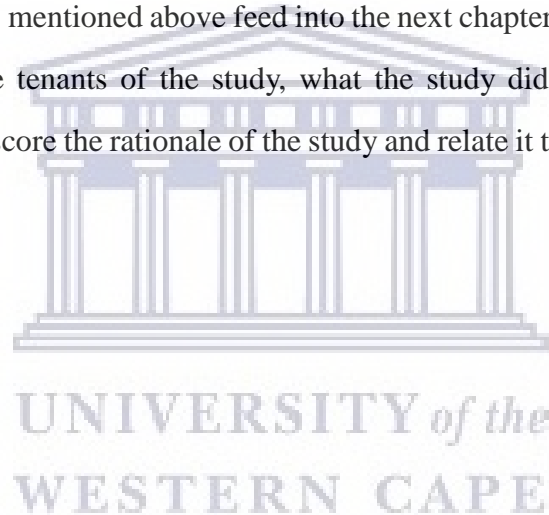 mentioned above feed into the next chapter
tenants of the study, what the study did
score the rationale of the study and relate it
UNIVERSITY of the
WESTERN CAPE